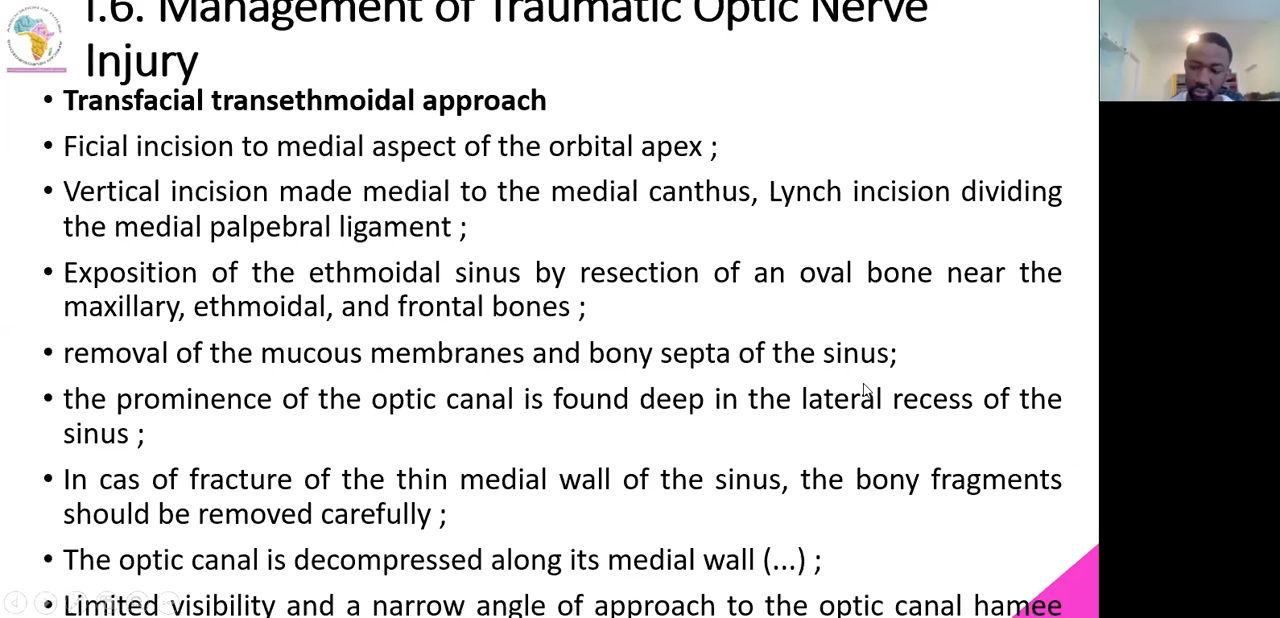 I.6. Management of Traumatic Optic Nerve
Injury
• Transfacial transethmoidal approach
• Ficial incision to medial aspect of the orbital apex ;
• Vertical incision made medial to the medial canthus, Lynch incision dividing
the medial palpebral ligament ;
• Exposition of the ethmoidal sinus by resection of an oval bone near the
maxillary, ethmoidal, and frontal bones ;
• removal of the mucous membranes and bony septa of the sinus;
• the prominence of the optic canal is found deep in the lateral recess of the
sinus ;
• In cas of fracture of the thin medial wall of the sinus, the bony fragments
should be removed carefully ;
• The optic canal is decompressed along its medial wall (...) ;
• Limited visibility and a narrow angle of approach to the optic canal hamee